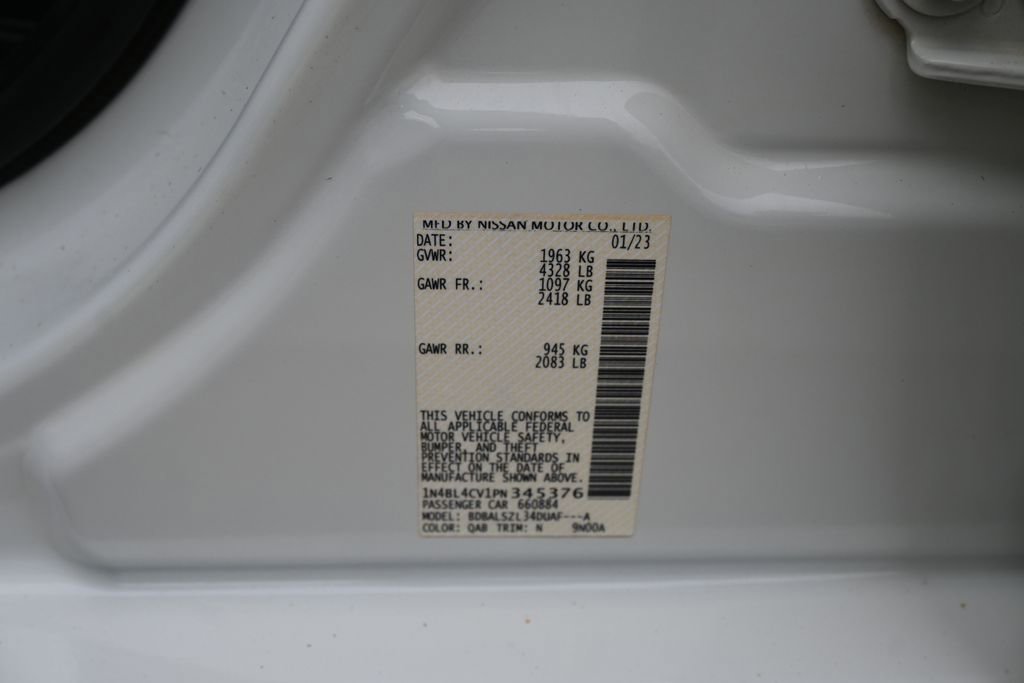 MFD BY NISSAN MOTOR CO., LTD.
DATE: 01/23
GVWR: 1963 KG
4328 LB
GAWR FR.: 1097 KG
2418 LB
GAWR RR.: 945 KG
2083 LB
THIS VEHICLE CONFORMS TO
ALL APPLICABLE FEDERAL
MOTOR VEHICLE SAFETY,
BUMPER, AND THEFT
PREVENTION STANDARDS IN
EFFECT ON THE DATE OF
MANUFACTURE SHOWN ABOVE.
1N4BL4CV1PN345376
PASSENGER CAR 660884
MODEL: BDBALSZL34DUAF---A
COLOR: QAB TRIM: N 9N00A